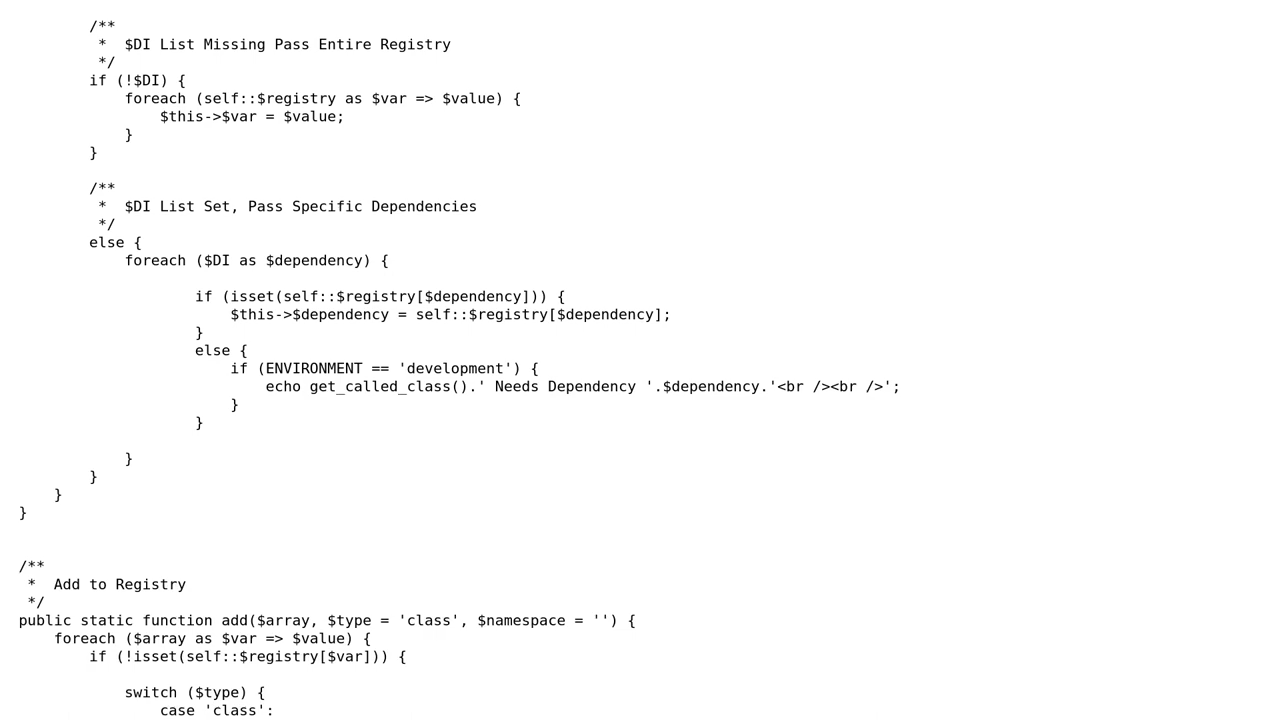 /**
         *  $DI List Missing Pass Entire Registry
         */
        if (!$DI) {
            foreach (self::$registry as $var => $value) {
                $this->$var = $value;
            }
        }

        /**
         *  $DI List Set, Pass Specific Dependencies
         */
        else {
            foreach ($DI as $dependency) {

                    if (isset(self::$registry[$dependency])) {
                        $this->$dependency = self::$registry[$dependency];
                    }
                    else {
                        if (ENVIRONMENT == 'development') {
                            echo get_called_class().' Needs Dependency '.$dependency.'<br /><br />';
                        }
                    }

            }
        }
    }
}


/**
 *  Add to Registry
 */
public static function add($array, $type = 'class', $namespace = '') {
    foreach ($array as $var => $value) {
        if (!isset(self::$registry[$var])) {

            switch ($type) {
                case 'class':